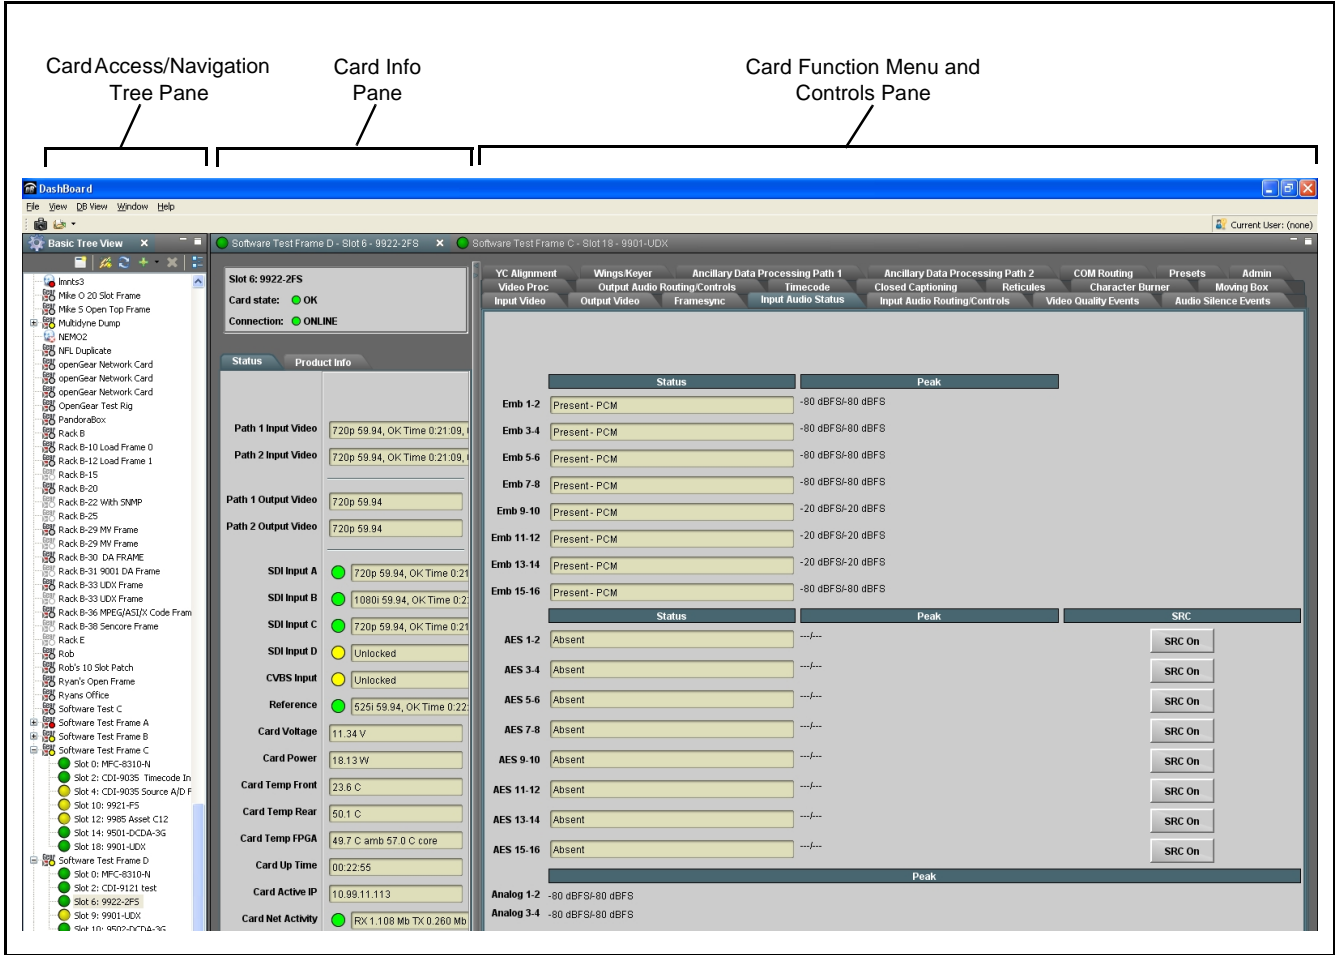 Card Access/Navigation
Tree Pane
Card Info
Pane
Card Function Menu and
Controls Pane
DashBoard
File View DB View Window Help
Current User: (none)
Basic Tree View
Software Test Frame D - Slot 6 - 9922-2FS
Software Test Frame C - Slot 18 - 9901-UDX
lmnts3
Mike O 20 Slot Frame
Mike S Open Top Frame
Multidyne Dump
NEMO2
NFL Duplicate
openGear Network Card
openGear Network Card
openGear Network Card
OpenGear Test Rig
PandoraBox
Rack B
Rack B-10 Load Frame 0
Rack B-12 Load Frame 1
Rack B-15
Rack B-20
Rack B-22 With SNMP
Rack B-25
Rack B-29 MV Frame
Rack B-29 MV Frame
Rack B-30 DA FRAME
Rack B-31 9001 DA Frame
Rack B-33 UDX Frame
Rack B-33 UDX Frame
Rack B-36 MPEG/ASI/X Code Fram
Rack B-38 Sencore Frame
Rack E
Rob
Rob's 10 Slot Patch
Ryan's Open Frame
Ryans Office
Software Test C
Software Test Frame A
Software Test Frame B
Software Test Frame C
Slot 0: MFC-8310-N
Slot 2: CDI-9035 Timecode In
Slot 4: CDI-9035 Source A/D F
Slot 10: 9921-FS
Slot 12: 9985 Asset C12
Slot 14: 9501-DCDA-3G
Slot 18: 9901-UDX
Software Test Frame D
Slot 0: MFC-8310-N
Slot 2: CDI-9121 test
Slot 6: 9922-2FS
Slot 9: 9901-UDX
Slot 10: 9502-DCDA-3G
Slot 6: 9922-2FS
Card state: OK
Connection: ONLINE
Status Product Info
Path 1 Input Video 720p 59.94, OK Time 0:21:09,
Path 2 Input Video 720p 59.94, OK Time 0:21:09,
Path 1 Output Video 720p 59.94
Path 2 Output Video 720p 59.94
SDI Input A 720p 59.94, OK Time 0:21
SDI Input B 1080i 59.94, OK Time 0:2
SDI Input C 720p 59.94, OK Time 0:21
SDI Input D Unlocked
CVBS Input Unlocked
Reference 525i 59.94, OK Time 0:22
Card Voltage 11.34 V
Card Power 18.13 W
Card Temp Front 23.6 C
Card Temp Rear 50.1 C
Card Temp FPGA 49.7 C amb 57.0 C core
Card Up Time 00:22:55
Card Active IP 10.99.11.113
Card Net Activity RX 1.108 Mb TX 0.260 Mb
YC Alignment Wings/Keyer Ancillary Data Processing Path 1 Ancillary Data Processing Path 2 COM Routing Presets Admin
Video Proc Output Audio Routing/Controls Timecode Closed Captioning Reticules Character Burner Moving Box
Input Video Output Video Framesync Input Audio Status Input Audio Routing/Controls Video Quality Events Audio Silence Events
Status Peak
Emb 1-2 Present - PCM -80 dBFS/-80 dBFS
Emb 3-4 Present - PCM -80 dBFS/-80 dBFS
Emb 5-6 Present - PCM -80 dBFS/-80 dBFS
Emb 7-8 Present - PCM -80 dBFS/-80 dBFS
Emb 9-10 Present - PCM -20 dBFS/-20 dBFS
Emb 11-12 Present - PCM -20 dBFS/-20 dBFS
Emb 13-14 Present - PCM -20 dBFS/-20 dBFS
Emb 15-16 Present - PCM -80 dBFS/-80 dBFS
Status Peak SRC
AES 1-2 Absent ---/--- SRC On
AES 3-4 Absent ---/--- SRC On
AES 5-6 Absent ---/--- SRC On
AES 7-8 Absent ---/--- SRC On
AES 9-10 Absent ---/--- SRC On
AES 11-12 Absent ---/--- SRC On
AES 13-14 Absent ---/--- SRC On
AES 15-16 Absent ---/--- SRC On
Peak
Analog 1-2 -80 dBFS/-80 dBFS
Analog 3-4 -80 dBFS/-80 dBFS